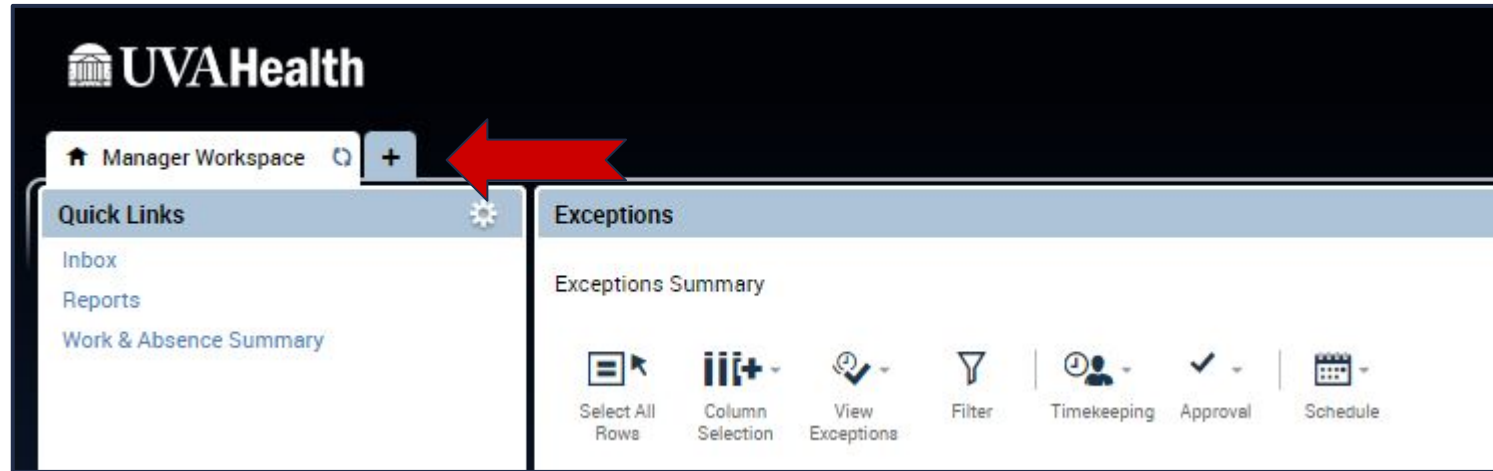 UVAHealth
Manager Workspace +
Quick Links
Inbox
Reports
Work & Absence Summary
Exceptions
Exceptions Summary
Select All
Rows
Column
Selection
View
Exceptions
Filter
Timekeeping
Approval
Schedule